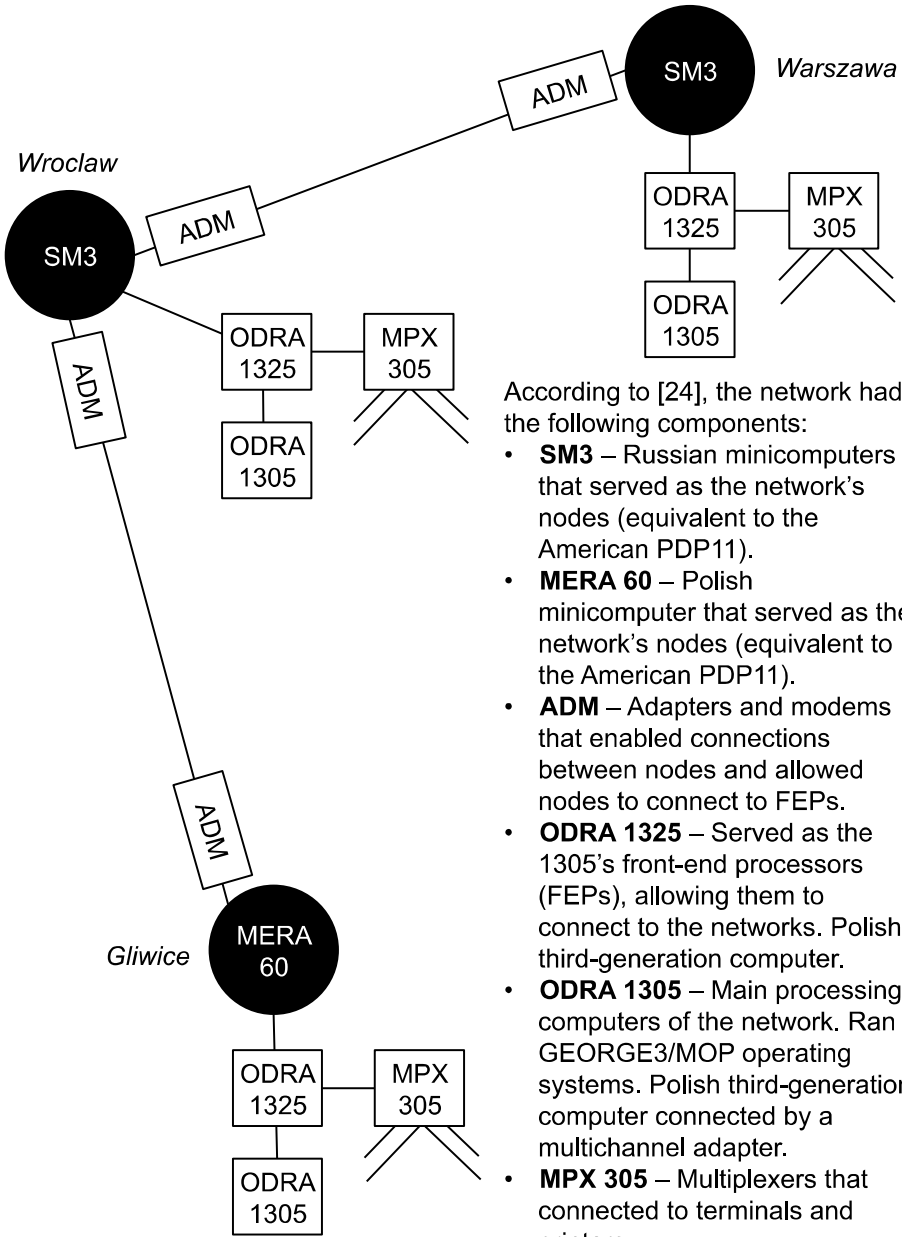 SM3
Warszawa
ADM
Wroclaw
ADM
SM3
ODRA
1325
MPX
305
ODRA
1305
ODRA
1325
MPX
305
ADM
ODRA
1305
According to [24], the network had
the following components:
• SM3 – Russian minicomputers
that served as the network's
nodes (equivalent to the
American PDP11).
• MERA 60 – Polish
minicomputer that served as the
network's nodes (equivalent to
the American PDP11).
• ADM – Adapters and modems
that enabled connections
between nodes and allowed
nodes to connect to FEPs.
• ODRA 1325 – Served as the
1305's front-end processors
(FEPs), allowing them to
connect to the networks. Polish
third-generation computer.
• ODRA 1305 – Main processing
computers of the network. Ran
GEORGE3/MOP operating
systems. Polish third-generation
computer connected by a
multichannel adapter.
• MPX 305 – Multiplexers that
connected to terminals and
ADM
Gliwice
MERA
60
ODRA
1325
MPX
305
ODRA
1305